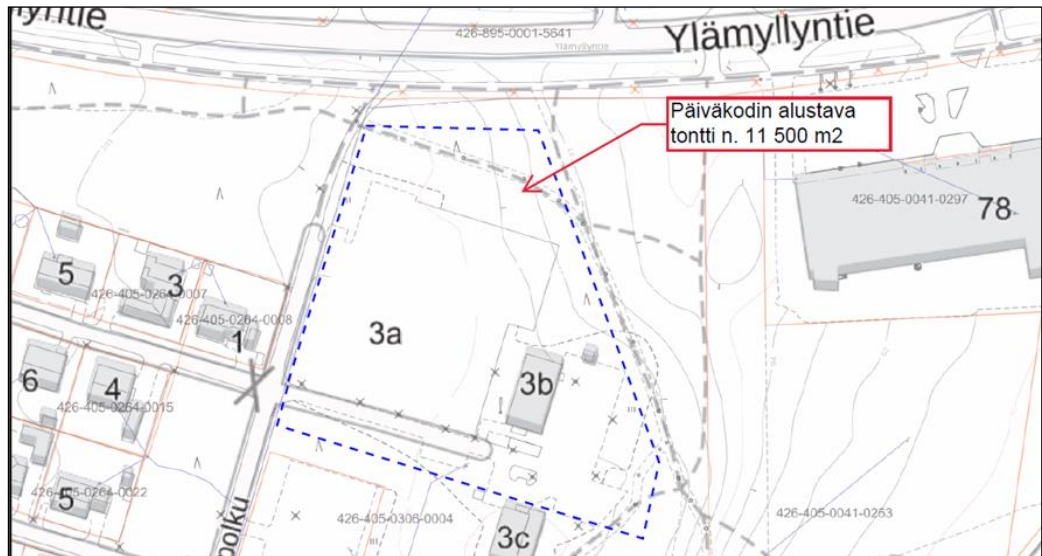 Ylämyllyntie
426-895-0001-5641
Ylämyllyntie
Päiväkodin alustava
tontti n. 11 500 m2
426-405-0041-0297
78
5
3
426-405-0264-0007
426-405-0264-0008
1
3a
3b
6
4
426-405-0264-0015
5
426-405-0264-0022
polku
426-405-0306-0004
3c
426-405-0041-0263